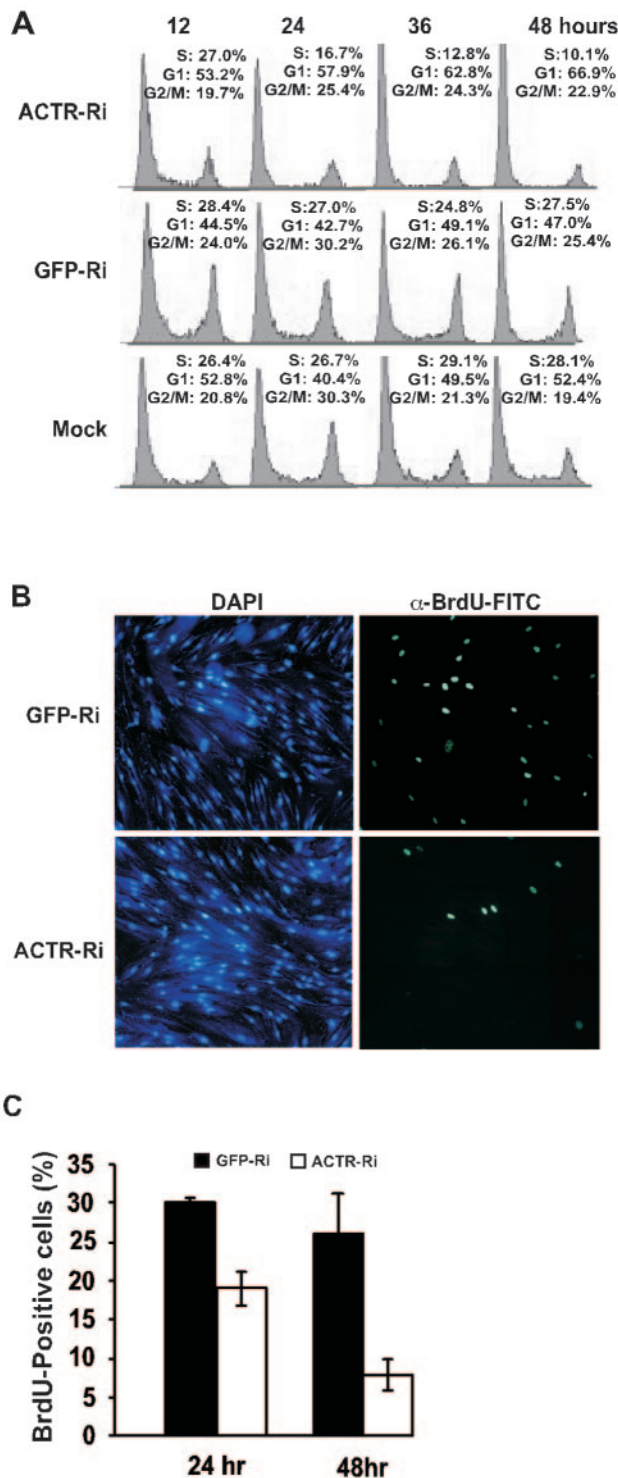 A
12 24 36 48 hours
ACTR-Ri
S: 27.0% S: 16.7% S:12.8% S:10.1%
G1: 53.2% G1: 57.9% G1: 62.8% G1: 66.9%
G2/M: 19.7% G2/M: 25.4% G2/M: 24.3% G2/M: 22.9%
GFP-Ri
S: 28.4% S:27.0% S: 24.8% S:27.5%
G1: 44.5% G1: 42.7% G1: 49.1% G1: 47.0%
G2/M: 24.0% G2/M: 30.2% G2/M: 26.1% G2/M: 25.4%
Mock
S: 26.4% S: 26.7% S: 29.1% S:28.1%
G1: 52.8% G1: 40.4% G1: 49.5% G1: 52.4%
G2/M: 20.8% G2/M: 30.3% G2/M: 21.3% G2/M: 19.4%
B
DAPI α-BrdU-FITC
GFP-Ri
ACTR-Ri
C
GFP-Ri ACTR-Ri
BrdU-Positive cells (%)
35
30
25
20
15
10
5
0
24 hr 48hr